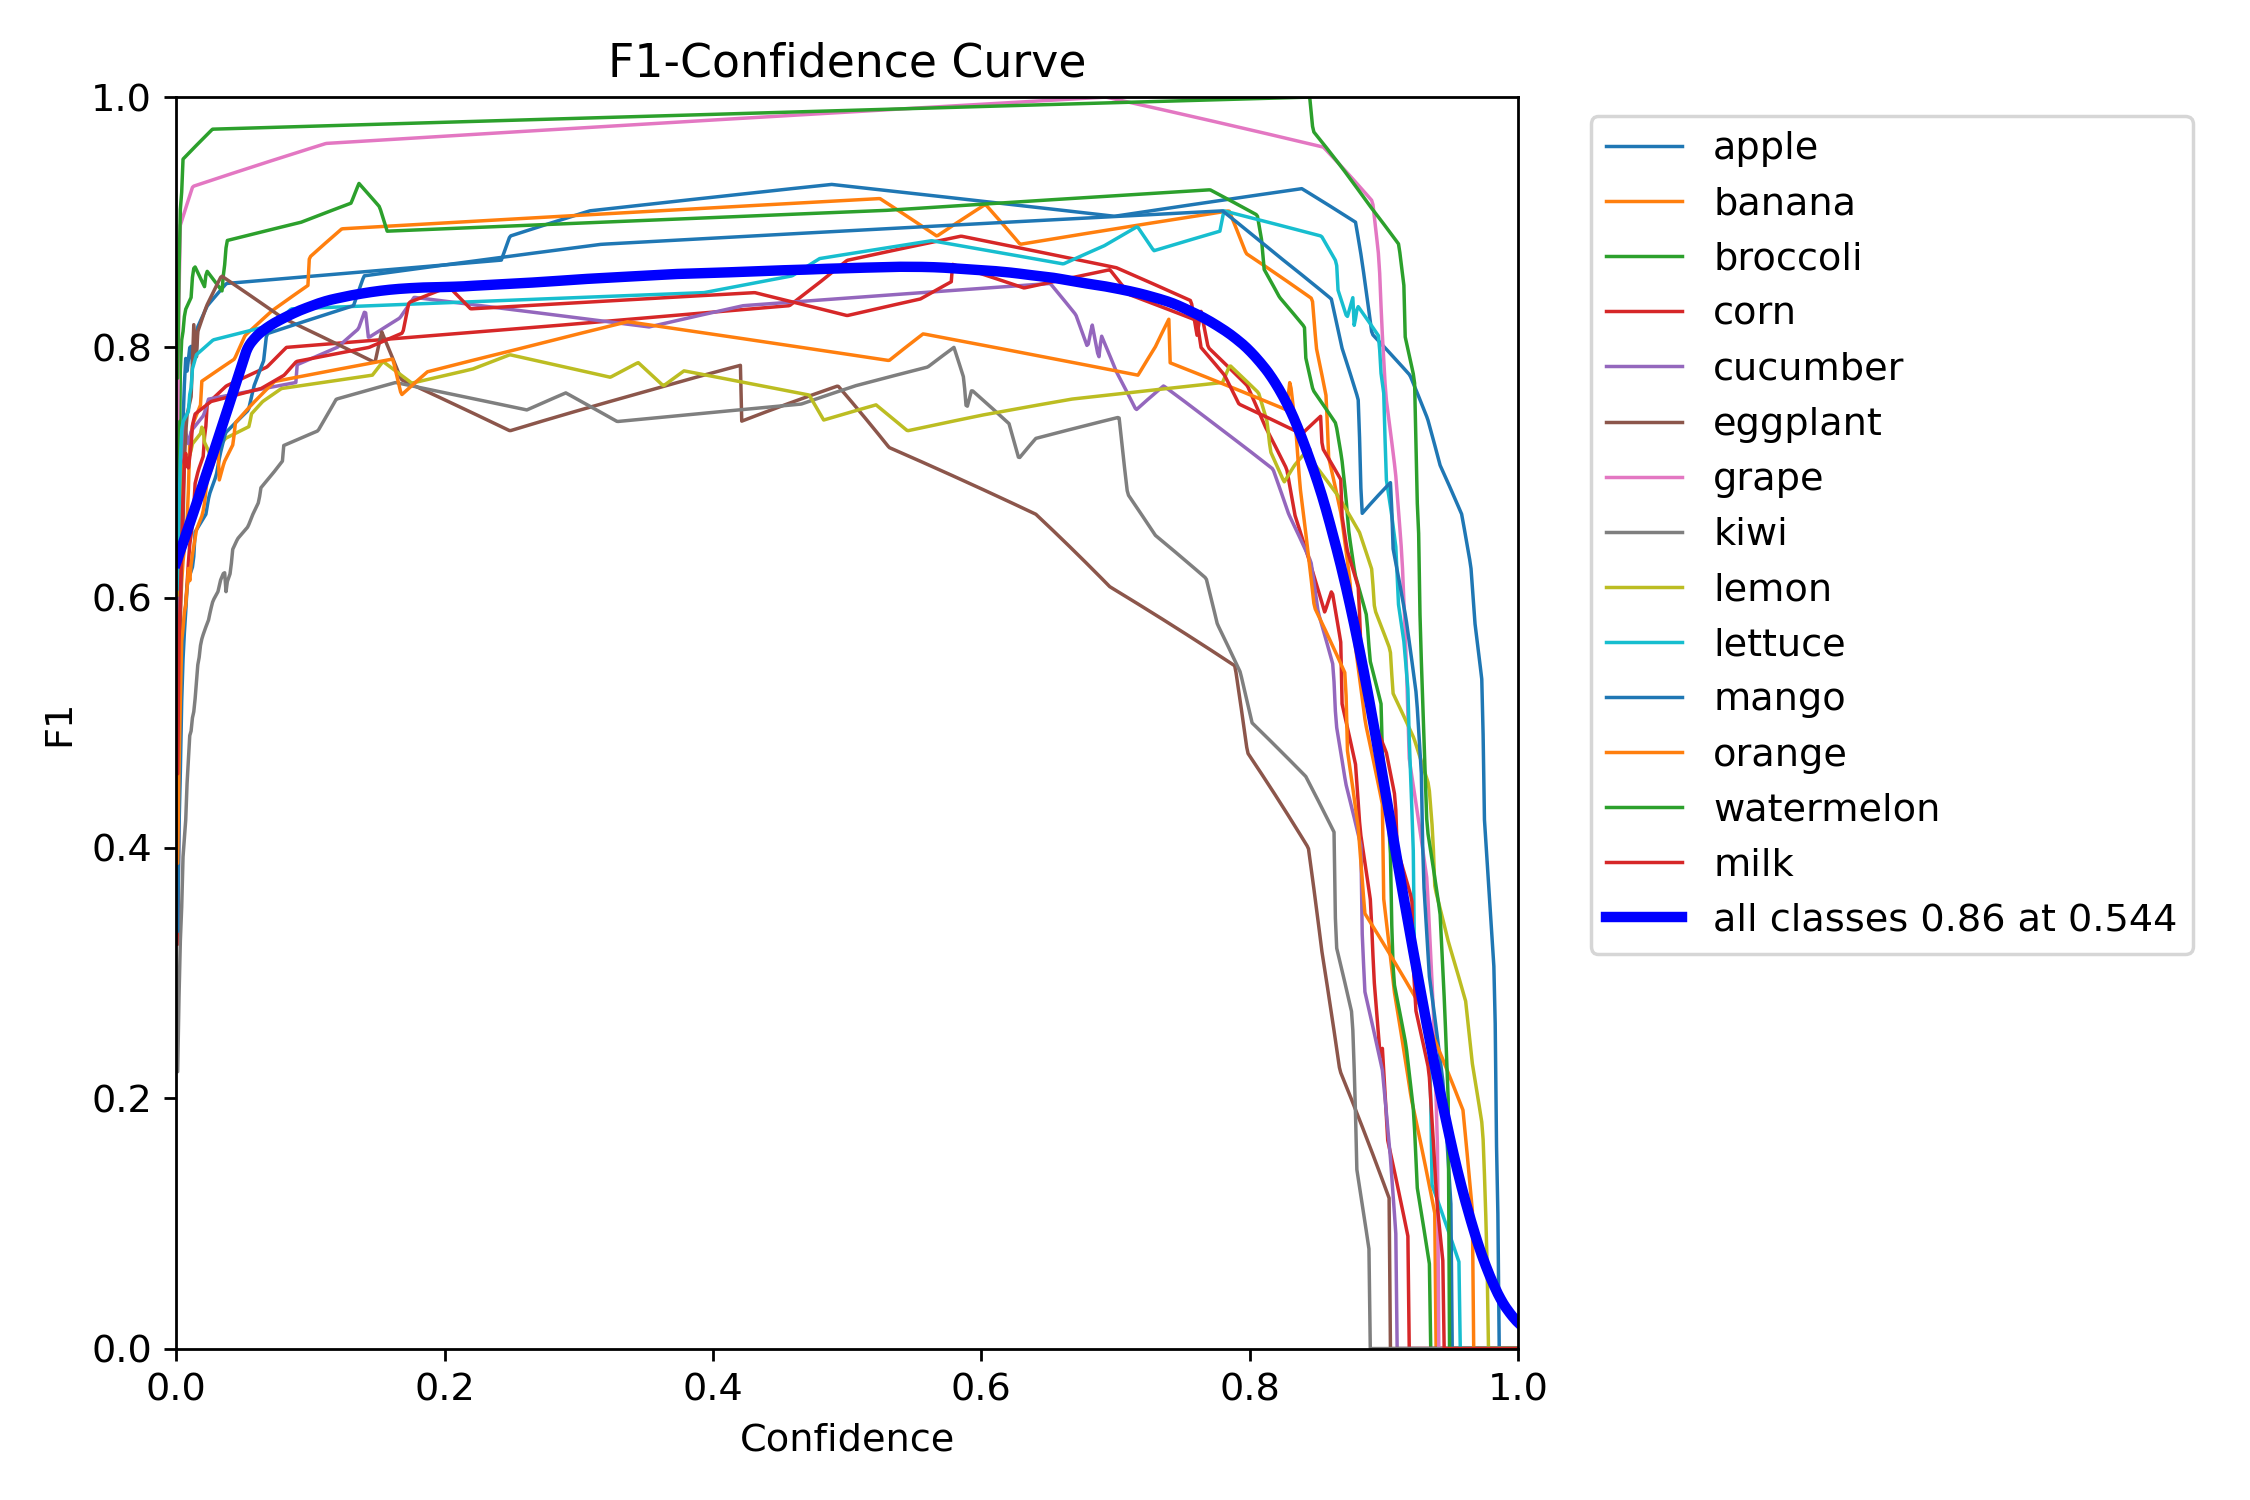 F1-Confidence Curve
1.0
0.8
0.6
0.4
0.2
0.0
F1
0.0 0.2 0.4 0.6 0.8 1.0
Confidence
apple
banana
broccoli
corn
cucumber
eggplant
grape
kiwi
lemon
lettuce
mango
orange
watermelon
milk
all classes 0.86 at 0.544